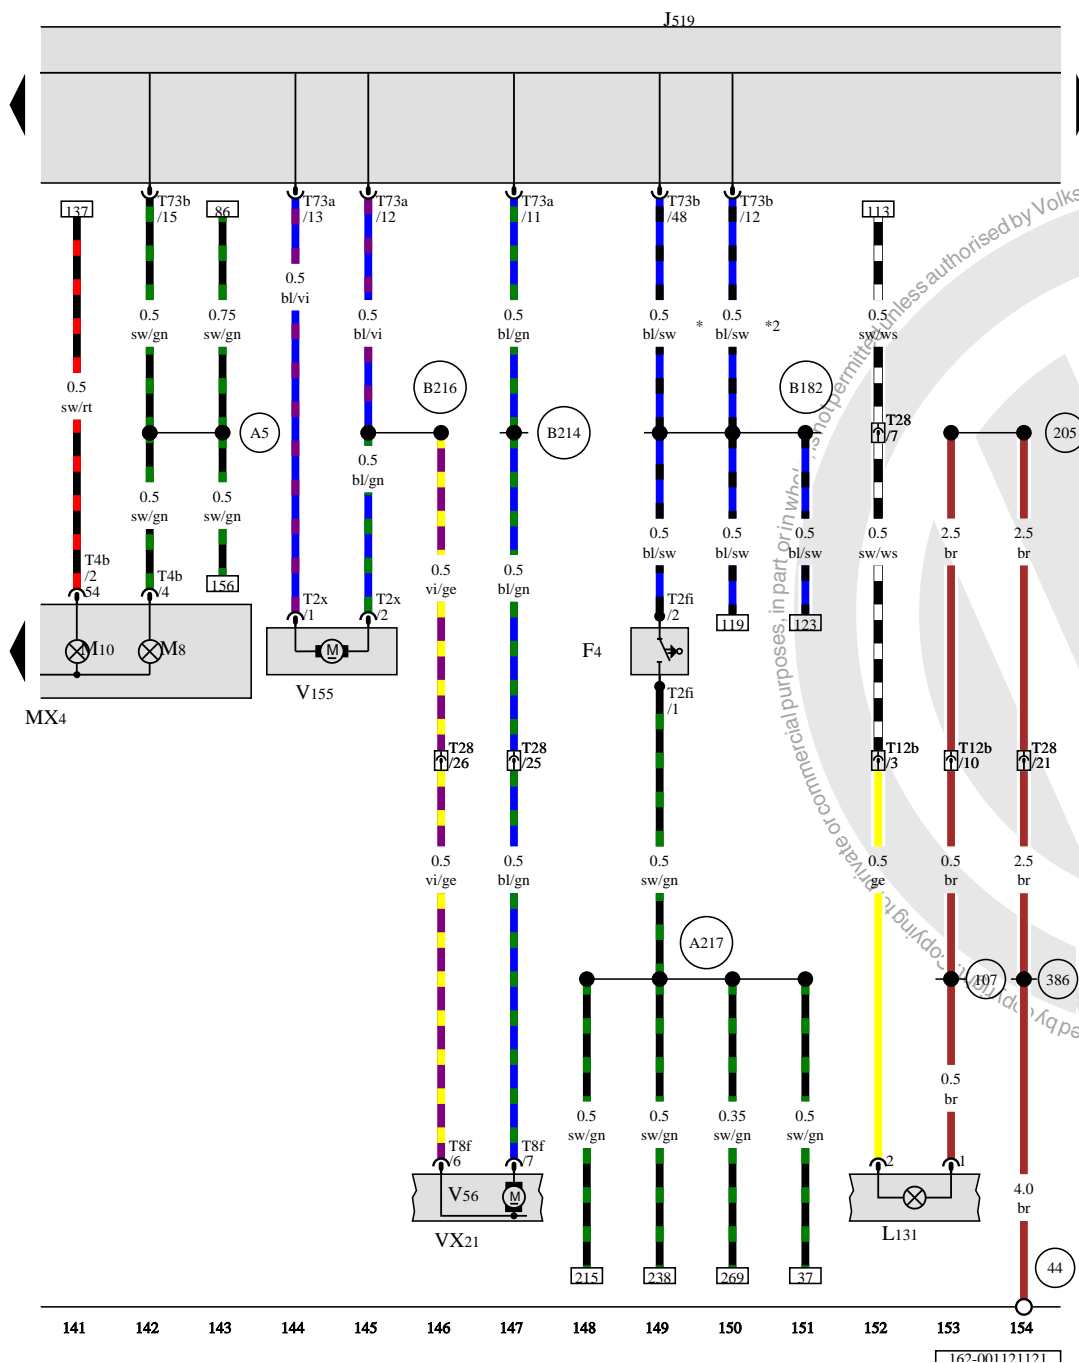 J519
T73b T73a T73a T73a T73b T73b
/15 /13 /12 /11 /48 /12
137 86 113
0.5
bl/vi
0.5 0.75 0.5 0.5 0.5 0.5 0.5
sw/gn sw/gn bl/vi bl/gn bl/sw * bl/sw *2 sw/ws
0.5
sw/rt
B216 B182
A5 B214 T28 205
/7
0.5
bl/gn
0.5 0.5
sw/gn sw/gn
0.5 0.5 0.5 0.5 2.5 2.5
bl/sw bl/sw bl/sw sw/ws br br
T4b T4b
/2 /4
54 156
0.5 0.5
vi/ge bl/gn
T2x T2x T2fi
/1 /2 /2
119 123
M10 M8 M F4
V155
T2fi
/1
MX4
T28 T28 T12b T12b T28
/26 /25 /3 /10 /21
0.5 0.5 0.5 0.5 0.5 2.5
vi/ge bl/gn sw/gn ge br br
A217
107 386
0.5
br
0.5 0.5 0.35 0.5
sw/gn sw/gn sw/gn sw/gn
T8f T8f
/6 /7
2 1
V56 M
4.0
br
VX21 L131
215 238 269 37 44
141 142 143 144 145 146 147 148 149 150 151 152 153 154
162-001121121